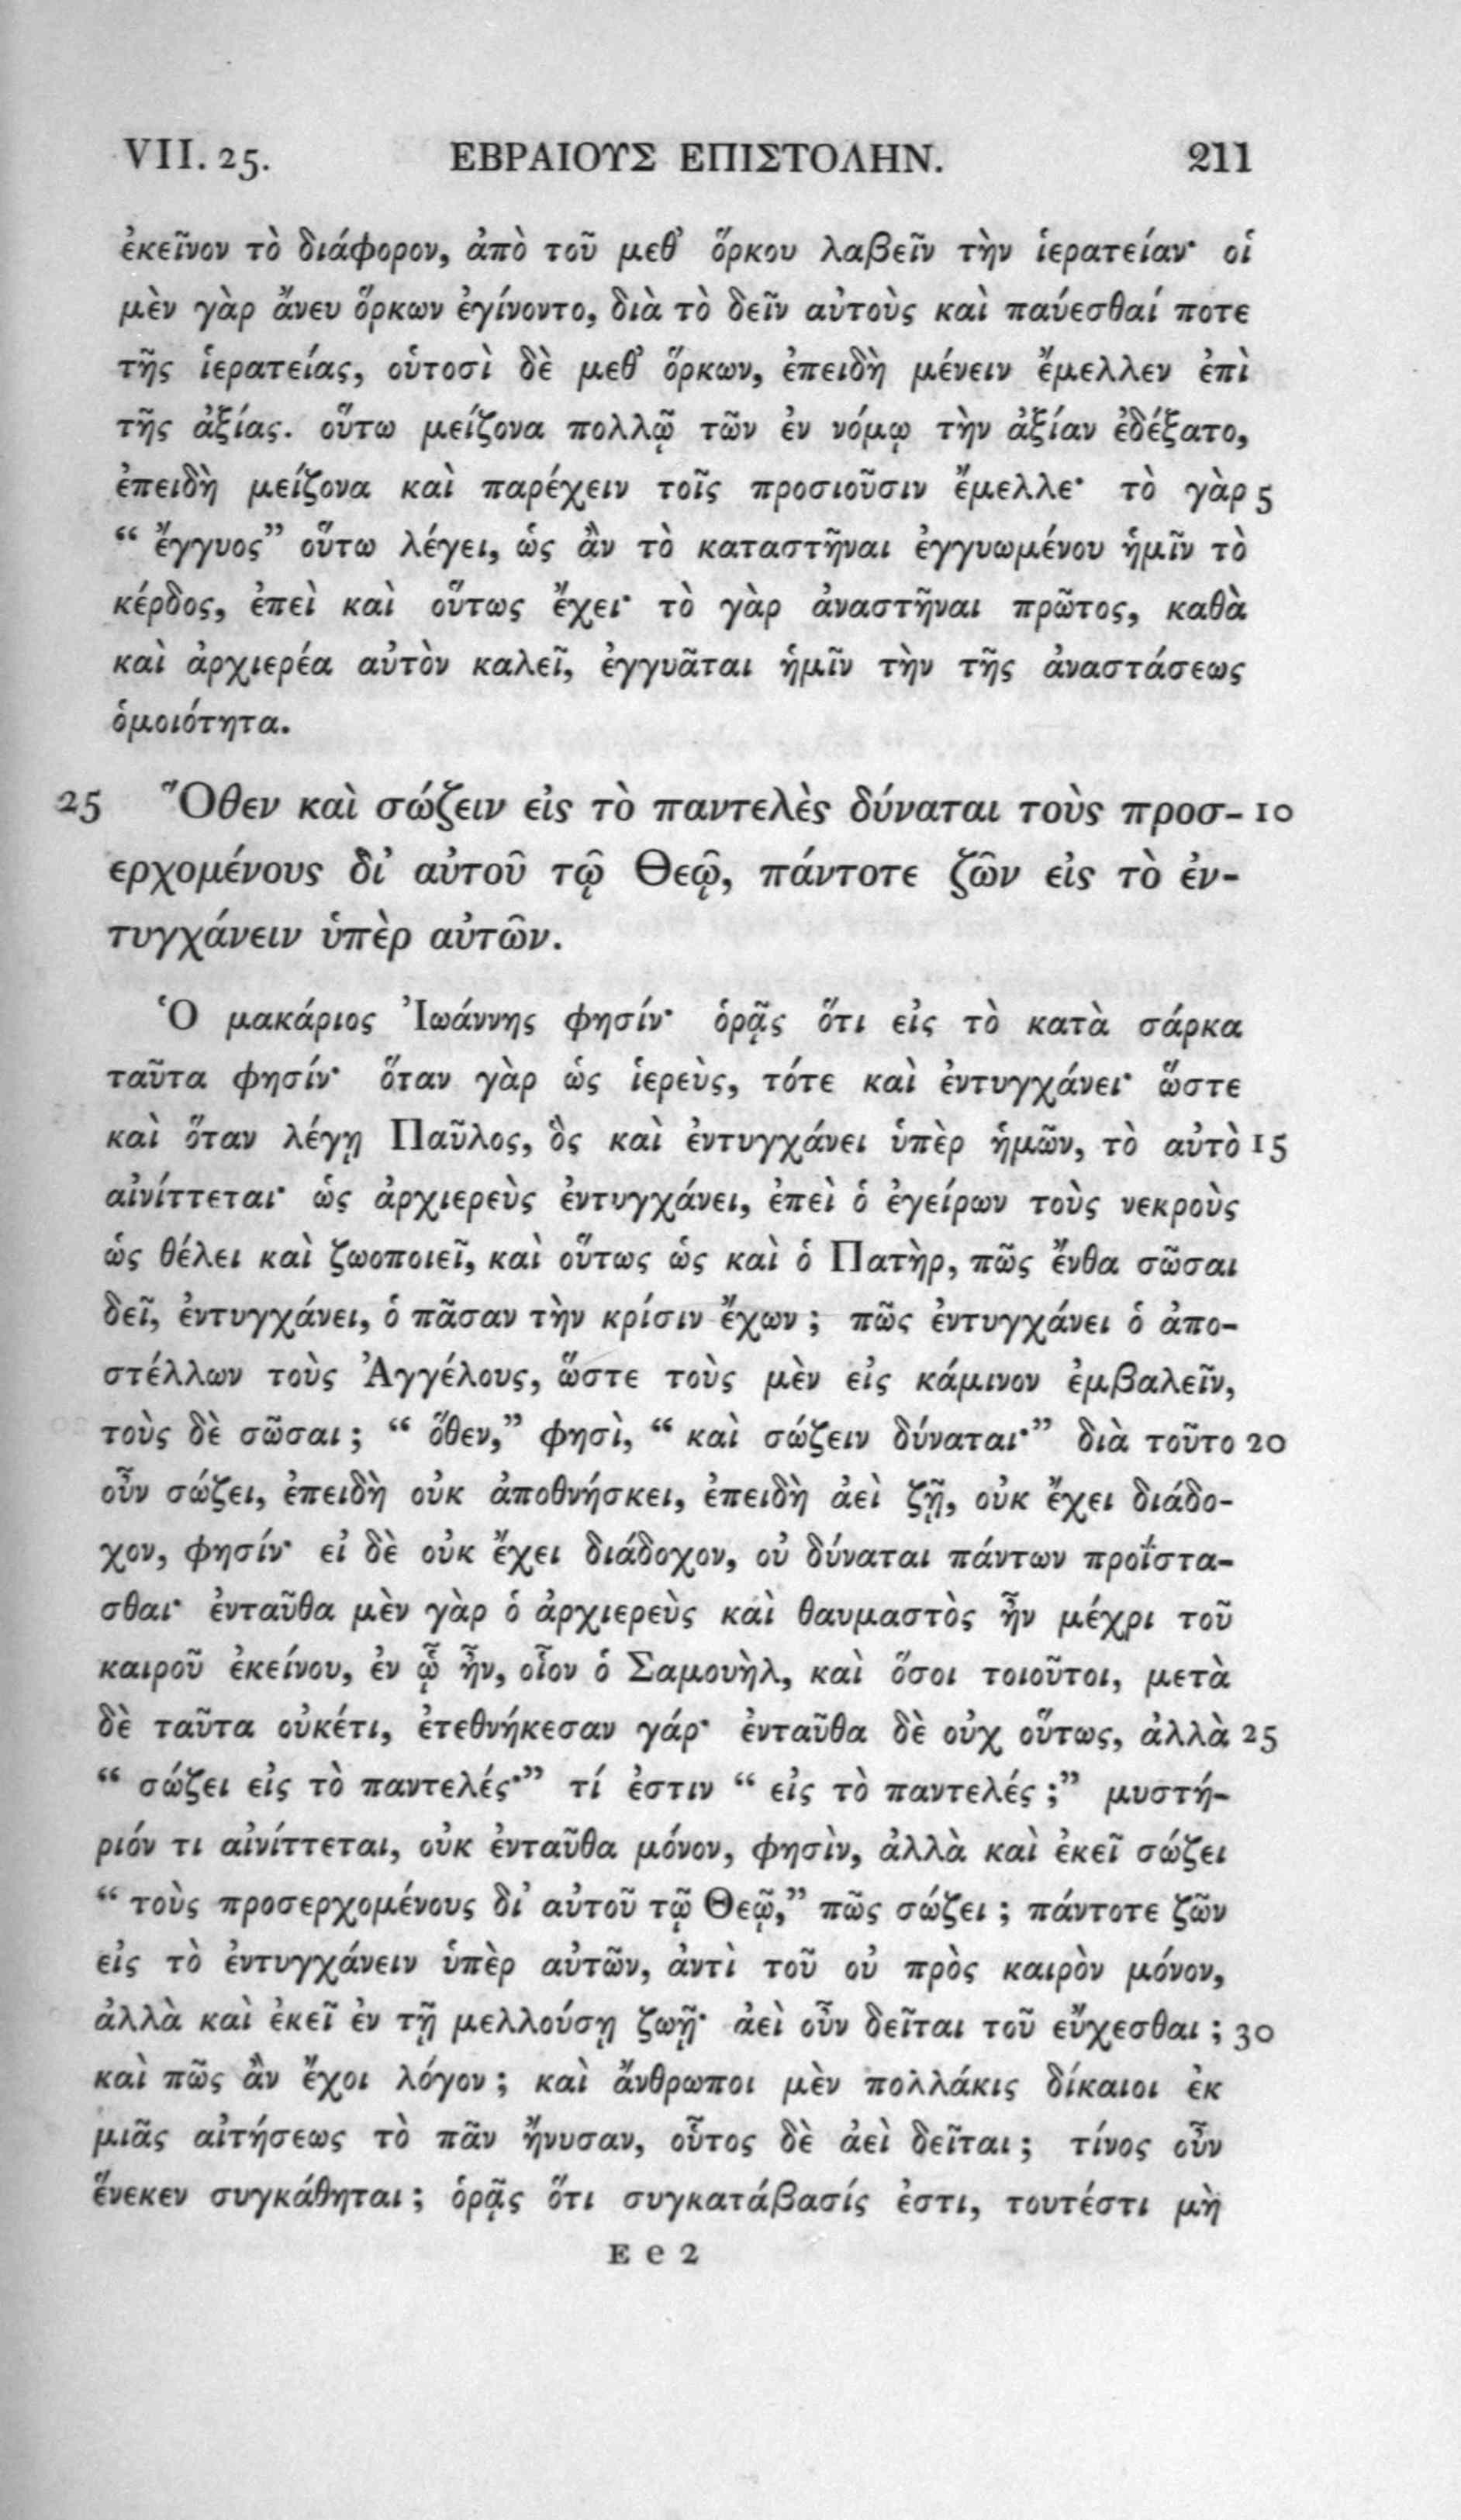 VII. 25. ΕΒΡΑΙΟΥΣ ΕΠΙΣΤΟΛΗΝ. 211
ἐκεῖνον τὸ διάφορον, ἀπὸ τοῦ μεθ’ ὅρκου λαβεῖν τὴν ἱερατείαν· οἱ
μὲν γὰρ ἄνευ ὅρκων ἐγίνοντο, διὰ τὸ δεῖν αὐτοὺς καὶ παύεσθαί ποτε
τῆς ἱερατείας, οὑτοσὶ δὲ μεθ’ ὅρκων, ἐπειδὴ μένειν ἔμελλεν ἐπὶ
τῆς ἀξίας. οὕτω μείζονα πολλῷ τῶν ἐν νόμῳ τὴν ἀξίαν ἐδέξατο,
ἐπειδὴ μείζονα καὶ παρέχειν τοῖς προσιοῦσιν ἔμελλε· τὸ γὰρ 5
“ ἔγγυος” οὕτω λέγει, ὡς ἂν τὸ καταστῆναι ἐγγυωμένου ἡμῖν τὸ
κέρδος, ἐπεὶ καὶ οὕτως ἔχει· τὸ γὰρ ἀναστῆναι πρῶτος, καθὰ
καὶ ἀρχιερέα αὐτὸν καλεῖ, ἐγγυᾶται ἡμῖν τὴν τῆς ἀναστάσεως
ὁμοιότητα.
25 Ὅθεν καὶ σώζειν εἰς τὸ παντελὲς δύναται τοὺς προσ- 10
ερχομένους δι’ αὐτοῦ τῷ Θεῷ, πάντοτε ζῶν εἰς τὸ ἐν-
τυγχάνειν ὑπὲρ αὐτῶν.
Ὁ μακάριος Ἰωάννης φησίν· ὁρᾷς ὅτι εἰς τὸ κατὰ σάρκα
ταῦτα φησίν· ὅταν γὰρ ὡς ἱερεὺς, τότε καὶ ἐντυγχάνει· ὥστε
καὶ ὅταν λέγῃ Παῦλος, ὃς καὶ ἐντυγχάνει ὑπὲρ ἡμῶν, τὸ αὐτὸ 15
αἰνίττεται· ὡς ἀρχιερεὺς ἐντυγχάνει, ἐπεὶ ὁ ἐγείρων τοὺς νεκροὺς
ὡς θέλει καὶ ζωοποιεῖ, καὶ οὕτως ὡς καὶ ὁ Πατὴρ, πῶς ἔνθα σῶσαι
δεῖ, ἐντυγχάνει, ὁ πᾶσαν τὴν κρίσιν ἔχων ; πῶς ἐντυγχάνει ὁ ἀπο-
στέλλων τοὺς Ἀγγέλους, ὥστε τοὺς μὲν εἰς κάμινον ἐμβαλεῖν,
τοὺς δὲ σῶσαι ; “ ὅθεν,” φησὶ, “ καὶ σώζειν δύναται·” διὰ τοῦτο 20
οὖν σώζει, ἐπειδὴ οὐκ ἀποθνήσκει, ἐπειδὴ ἀεὶ ζῇ, οὐκ ἔχει διάδο-
χον, φησίν· εἰ δὲ οὐκ ἔχει διάδοχον, οὐ δύναται πάντων προΐστα-
σθαι· ἐνταῦθα μὲν γὰρ ὁ ἀρχιερεὺς καὶ θαυμαστὸς ἦν μέχρι τοῦ
καιροῦ ἐκείνου, ἐν ᾧ ἦν, οἷον ὁ Σαμουὴλ, καὶ ὅσοι τοιοῦτοι, μετὰ
δὲ ταῦτα οὐκέτι, ἐτεθνήκεσαν γάρ· ἐνταῦθα δὲ οὐχ οὕτως, ἀλλὰ 25
“ σώζει εἰς τὸ παντελές·” τί ἐστιν “ εἰς τὸ παντελές ;” μυστή-
ριόν τι αἰνίττεται, οὐκ ἐνταῦθα μόνον, φησὶν, ἀλλὰ καὶ ἐκεῖ σώζει
“ τοὺς προσερχομένους δι’ αὐτοῦ τῷ Θεῷ,” πῶς σώζει ; πάντοτε ζῶν
εἰς τὸ ἐντυγχάνειν ὑπὲρ αὐτῶν, ἀντὶ τοῦ οὐ πρὸς καιρὸν μόνον,
ἀλλὰ καὶ ἐκεῖ ἐν τῇ μελλούσῃ ζωῇ· ἀεὶ οὖν δεῖται τοῦ εὔχεσθαι ; 30
καὶ πῶς ἂν ἔχοι λόγον ; καὶ ἄνθρωποι μὲν πολλάκις δίκαιοι ἐκ
μιᾶς αἰτήσεως τὸ πᾶν ἤνυσαν, οὗτος δὲ ἀεὶ δεῖται ; τίνος οὖν
ἕνεκεν συγκάθηται ; ὁρᾷς ὅτι συγκατάβασίς ἐστι, τουτέστι μὴ
E e 2